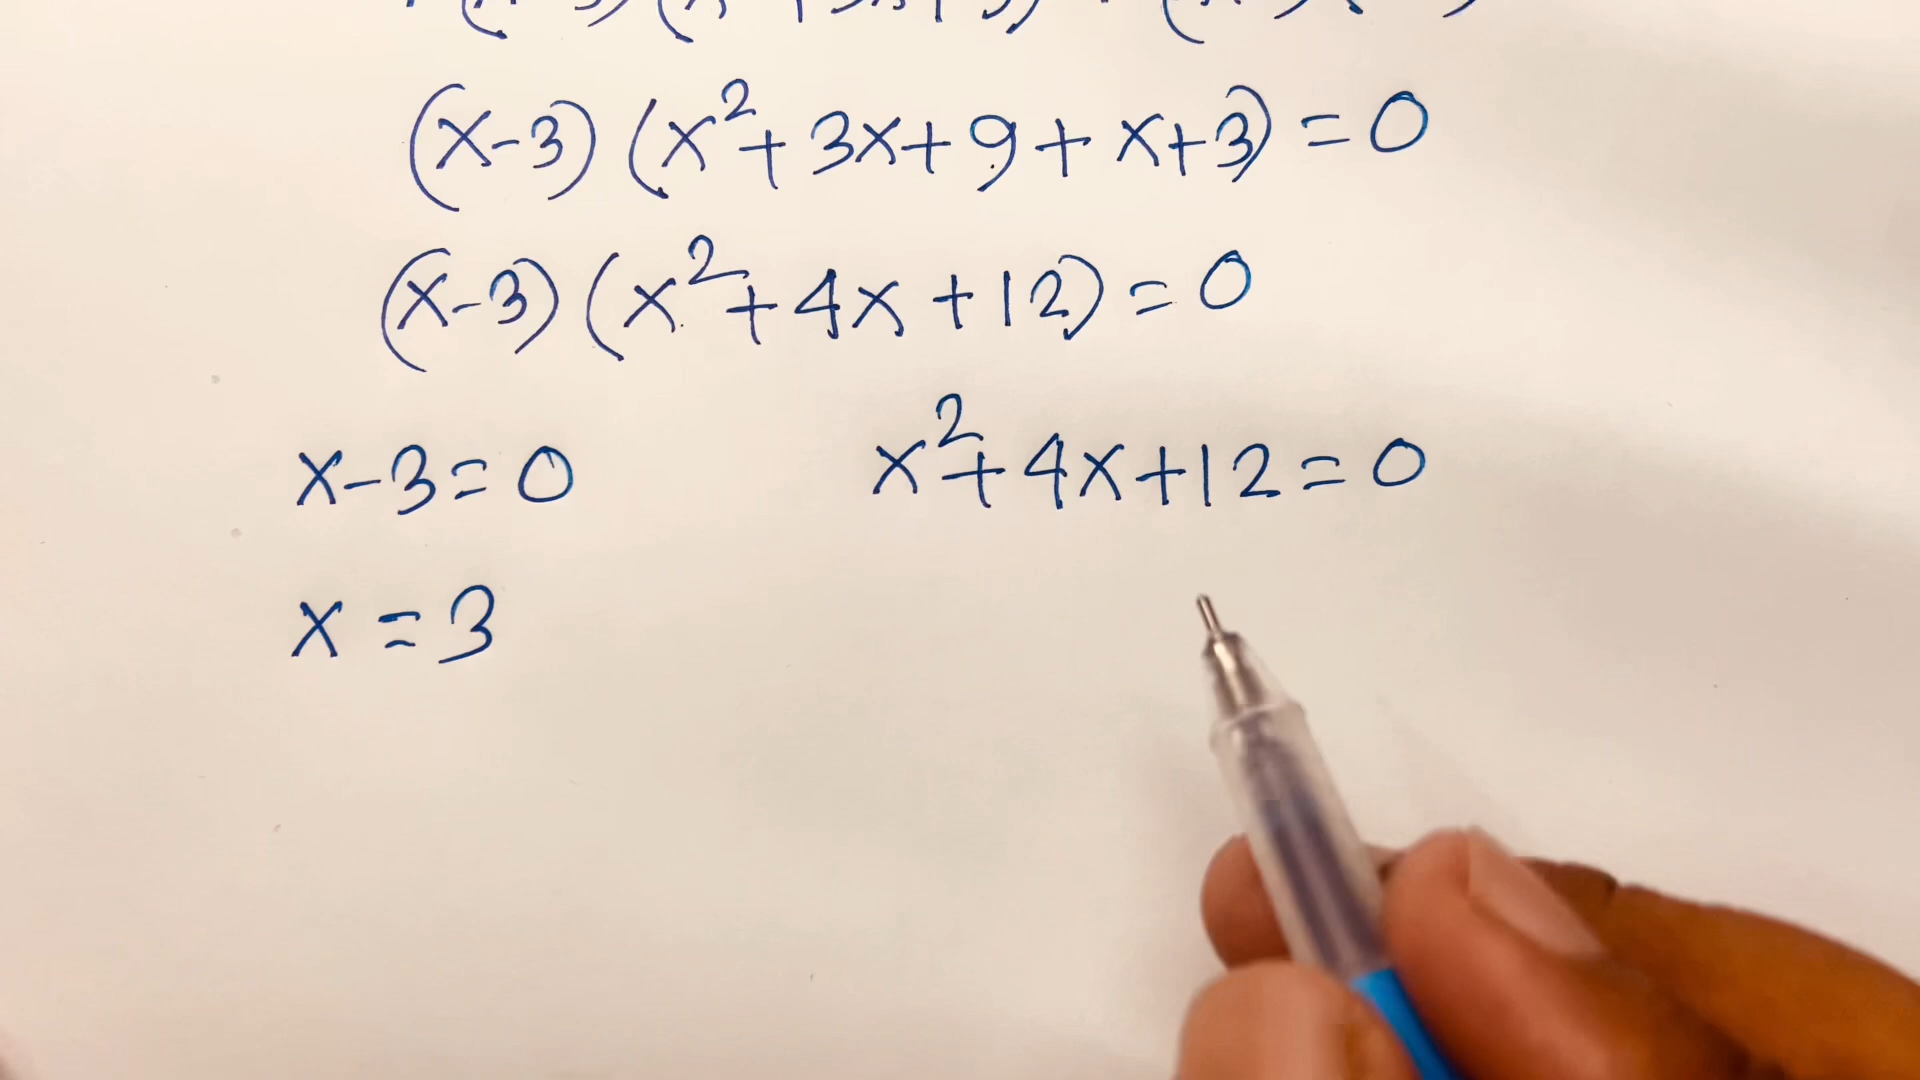 (x-3)(x²+3x+9+x+3)=0
(x-3)(x²+4x+12)=0
x-3=0 x²+4x+12=0
x=3